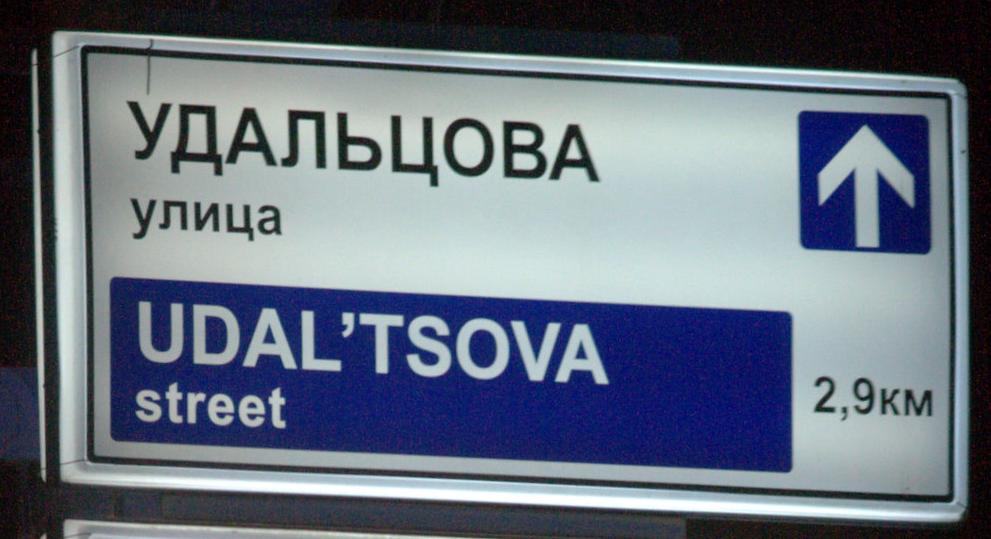 УДАЛЬЦОВА
улица
UDAL’TSOVA
street
2,9км